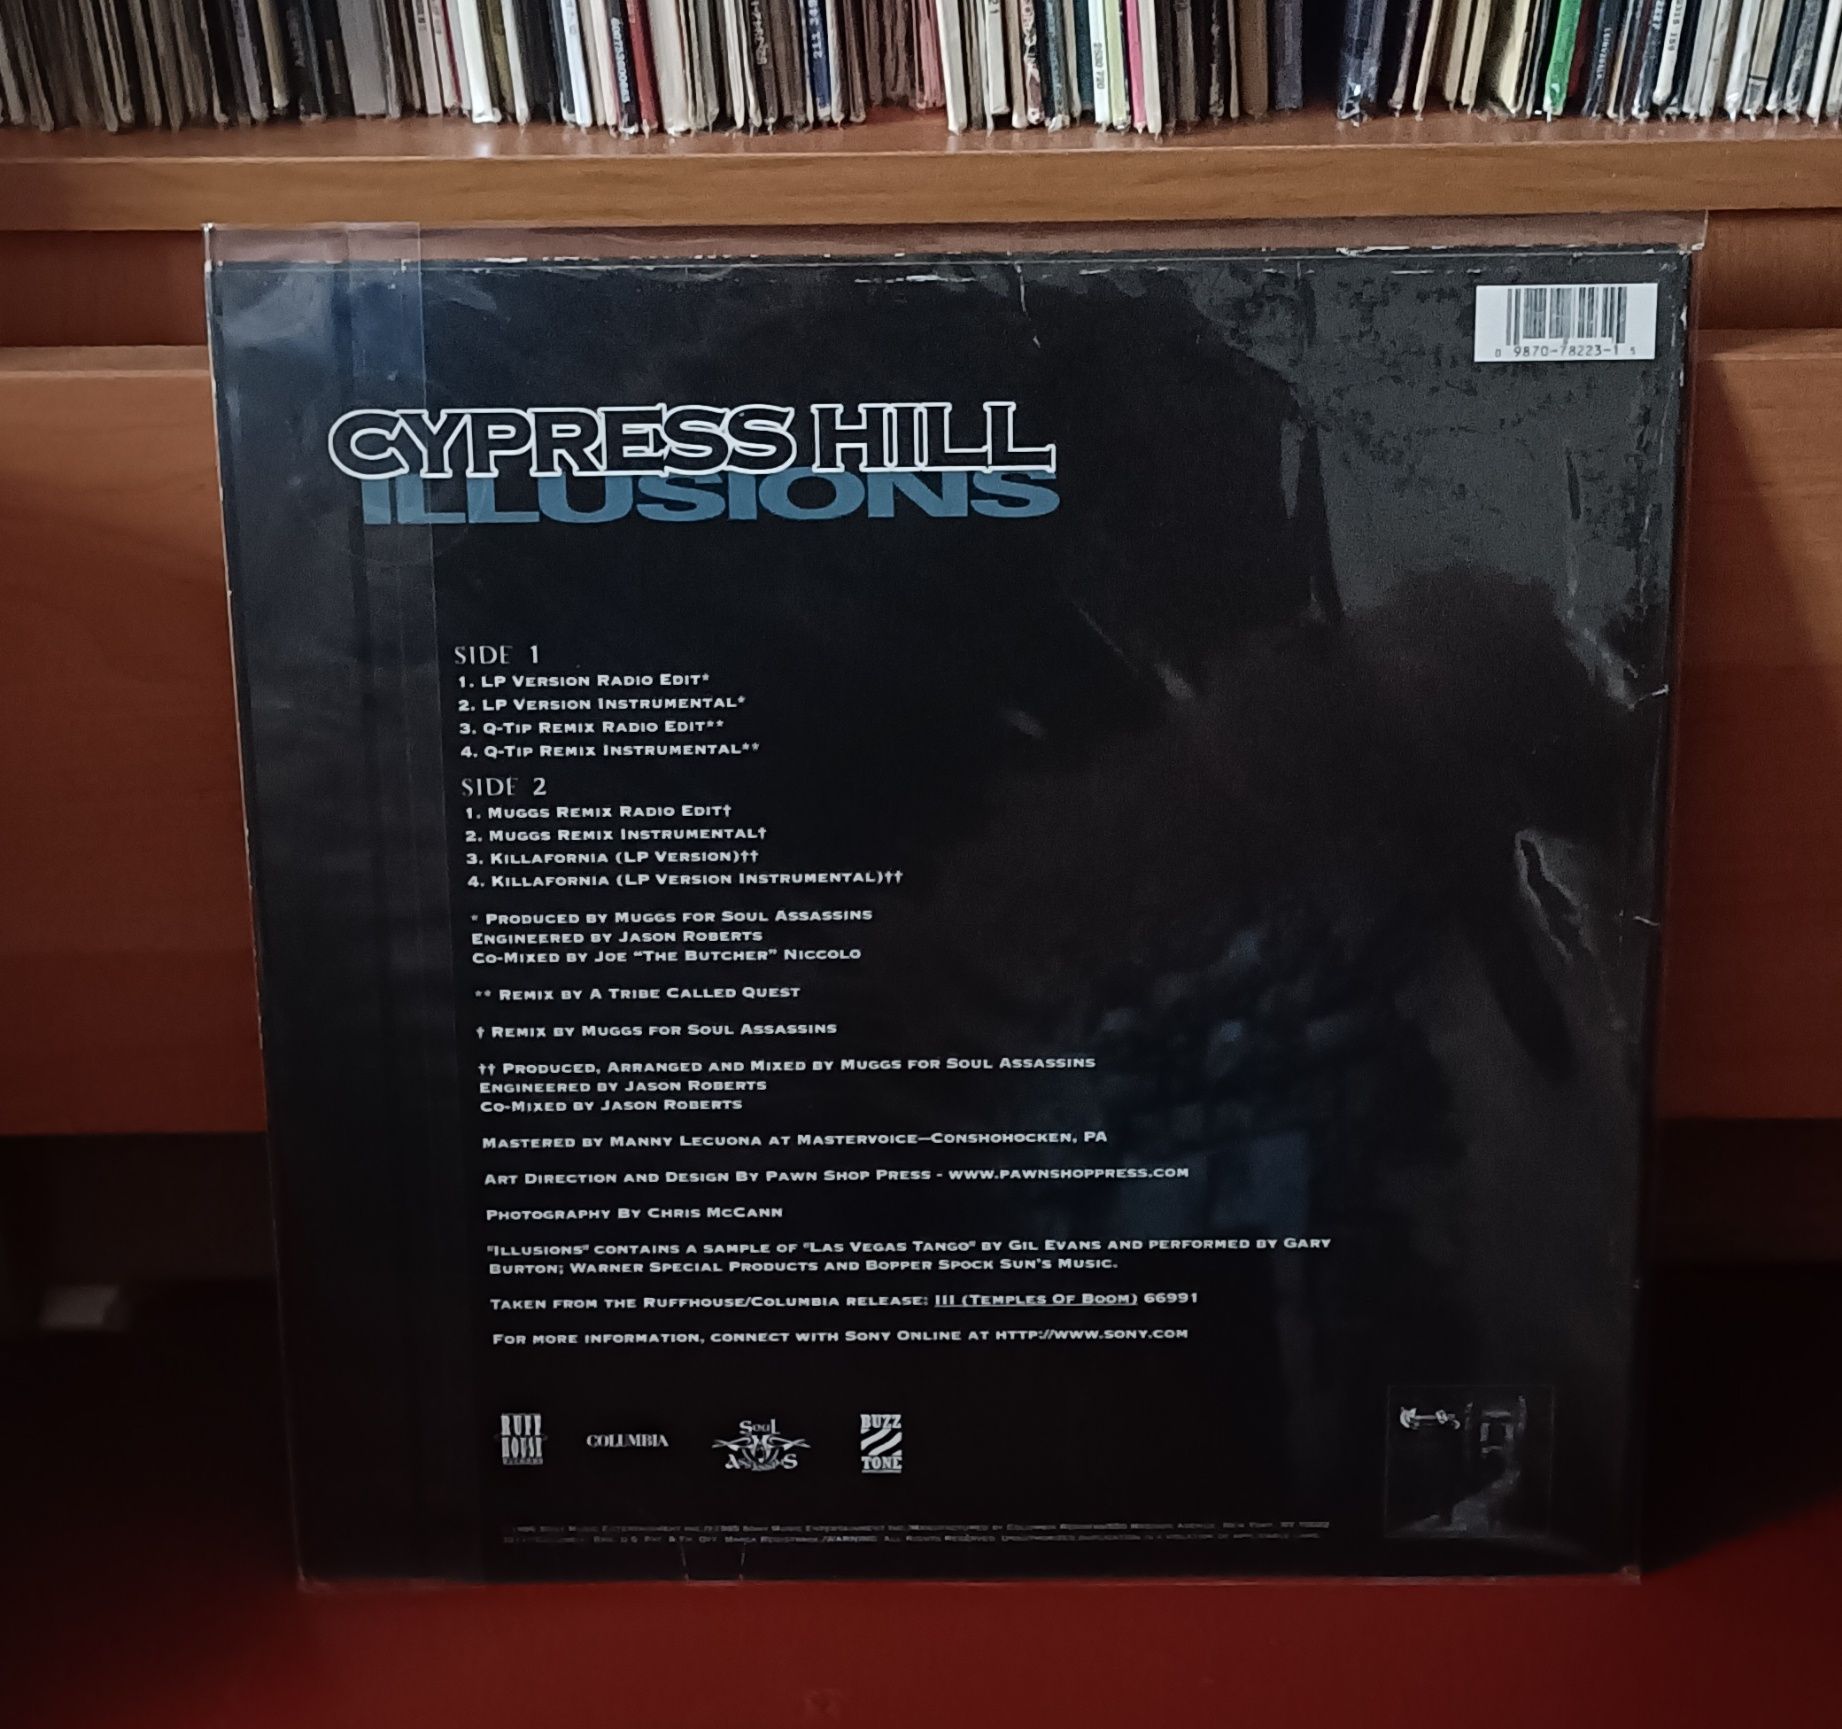 0 9870-78223-1 5
CYPRESS HILL
ILLUSIONS
SIDE 1
1. LP VERSION RADIO EDIT*
2. LP VERSION INSTRUMENTAL*
3. Q-TIP REMIX RADIO EDIT**
4. Q-TIP REMIX INSTRUMENTAL**
SIDE 2
1. MUGGS REMIX RADIO EDIT†
2. MUGGS REMIX INSTRUMENTAL†
3. KILLAFORNIA (LP VERSION)††
4. KILLAFORNIA (LP VERSION INSTRUMENTAL)††
* PRODUCED BY MUGGS FOR SOUL ASSASSINS
ENGINEERED BY JASON ROBERTS
CO-MIXED BY JOE “THE BUTCHER” NICCOLO
** REMIX BY A TRIBE CALLED QUEST
† REMIX BY MUGGS FOR SOUL ASSASSINS
†† PRODUCED, ARRANGED AND MIXED BY MUGGS FOR SOUL ASSASSINS
ENGINEERED BY JASON ROBERTS
CO-MIXED BY JASON ROBERTS
MASTERED BY MANNY LECUONA AT MASTERVOICE—CONSHOHOCKEN, PA
ART DIRECTION AND DESIGN BY PAWN SHOP PRESS - WWW.PAWNSHOPPRESS.COM
PHOTOGRAPHY BY CHRIS MCCANN
"ILLUSIONS" CONTAINS A SAMPLE OF "LAS VEGAS TANGO" BY GIL EVANS AND PERFORMED BY GARY
BURTON; WARNER SPECIAL PRODUCTS AND BOPPER SPOCK SUN'S MUSIC.
TAKEN FROM THE RUFFHOUSE/COLUMBIA RELEASE: III (TEMPLES OF BOOM) 66991
FOR MORE INFORMATION, CONNECT WITH SONY ONLINE AT HTTP://WWW.SONY.COM
RUFF
HOUSE
RECORDS
COLUMBIA
SOUL
ASSASSINS
BUZZ
TONE